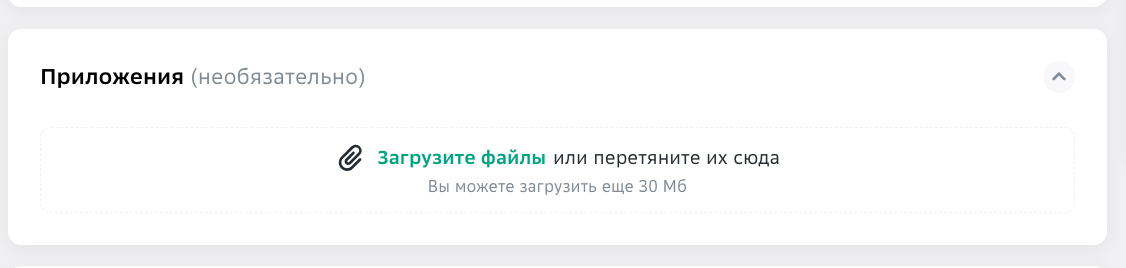 Приложения (необязательно)
Загрузите файлы или перетяните их сюда
Вы можете загрузить еще 30 Мб